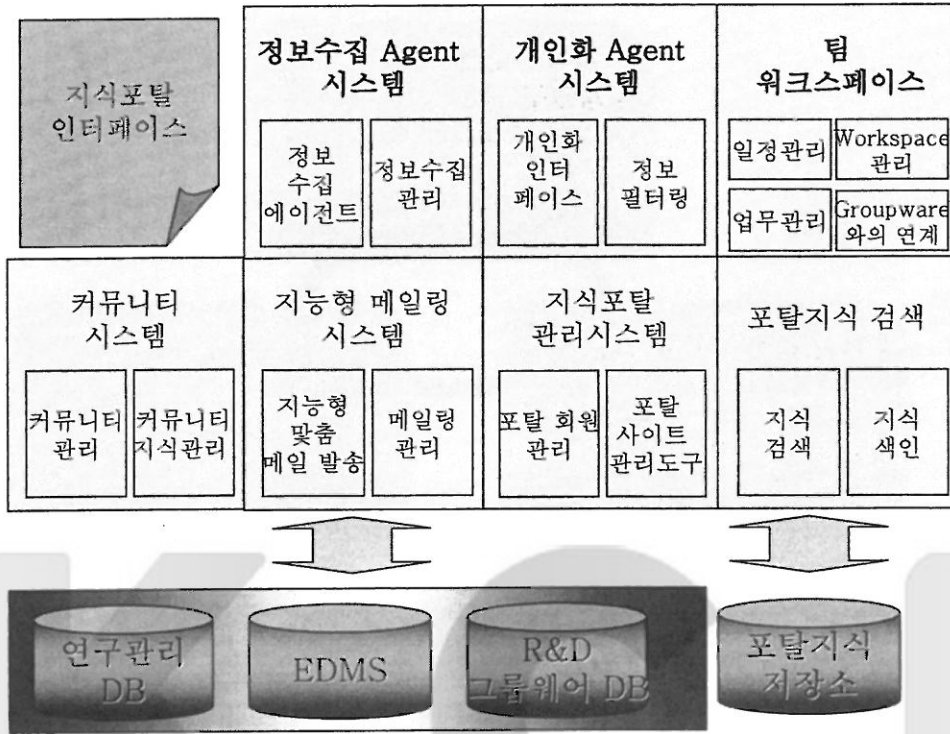 지식포탈
인터페이스
정보수집 Agent
시스템
정보
수집
에이전트
정보수집
관리
개인화 Agent
시스템
개인화
인터
페이스
정보
필터링
팀
워크스페이스
일정관리
Workspace
관리
업무관리
Groupware
와의 연계
커뮤니티
시스템
커뮤니티
관리
커뮤니티
지식관리
지능형 메일링
시스템
지능형
맞춤
메일 발송
메일링
관리
지식포탈
관리시스템
포탈 회원
관리
포탈
사이트
관리도구
포탈지식 검색
지식
검색
지식
색인
연구관리
DB
EDMS
R&D
그룹웨어 DB
포탈지식
저장소